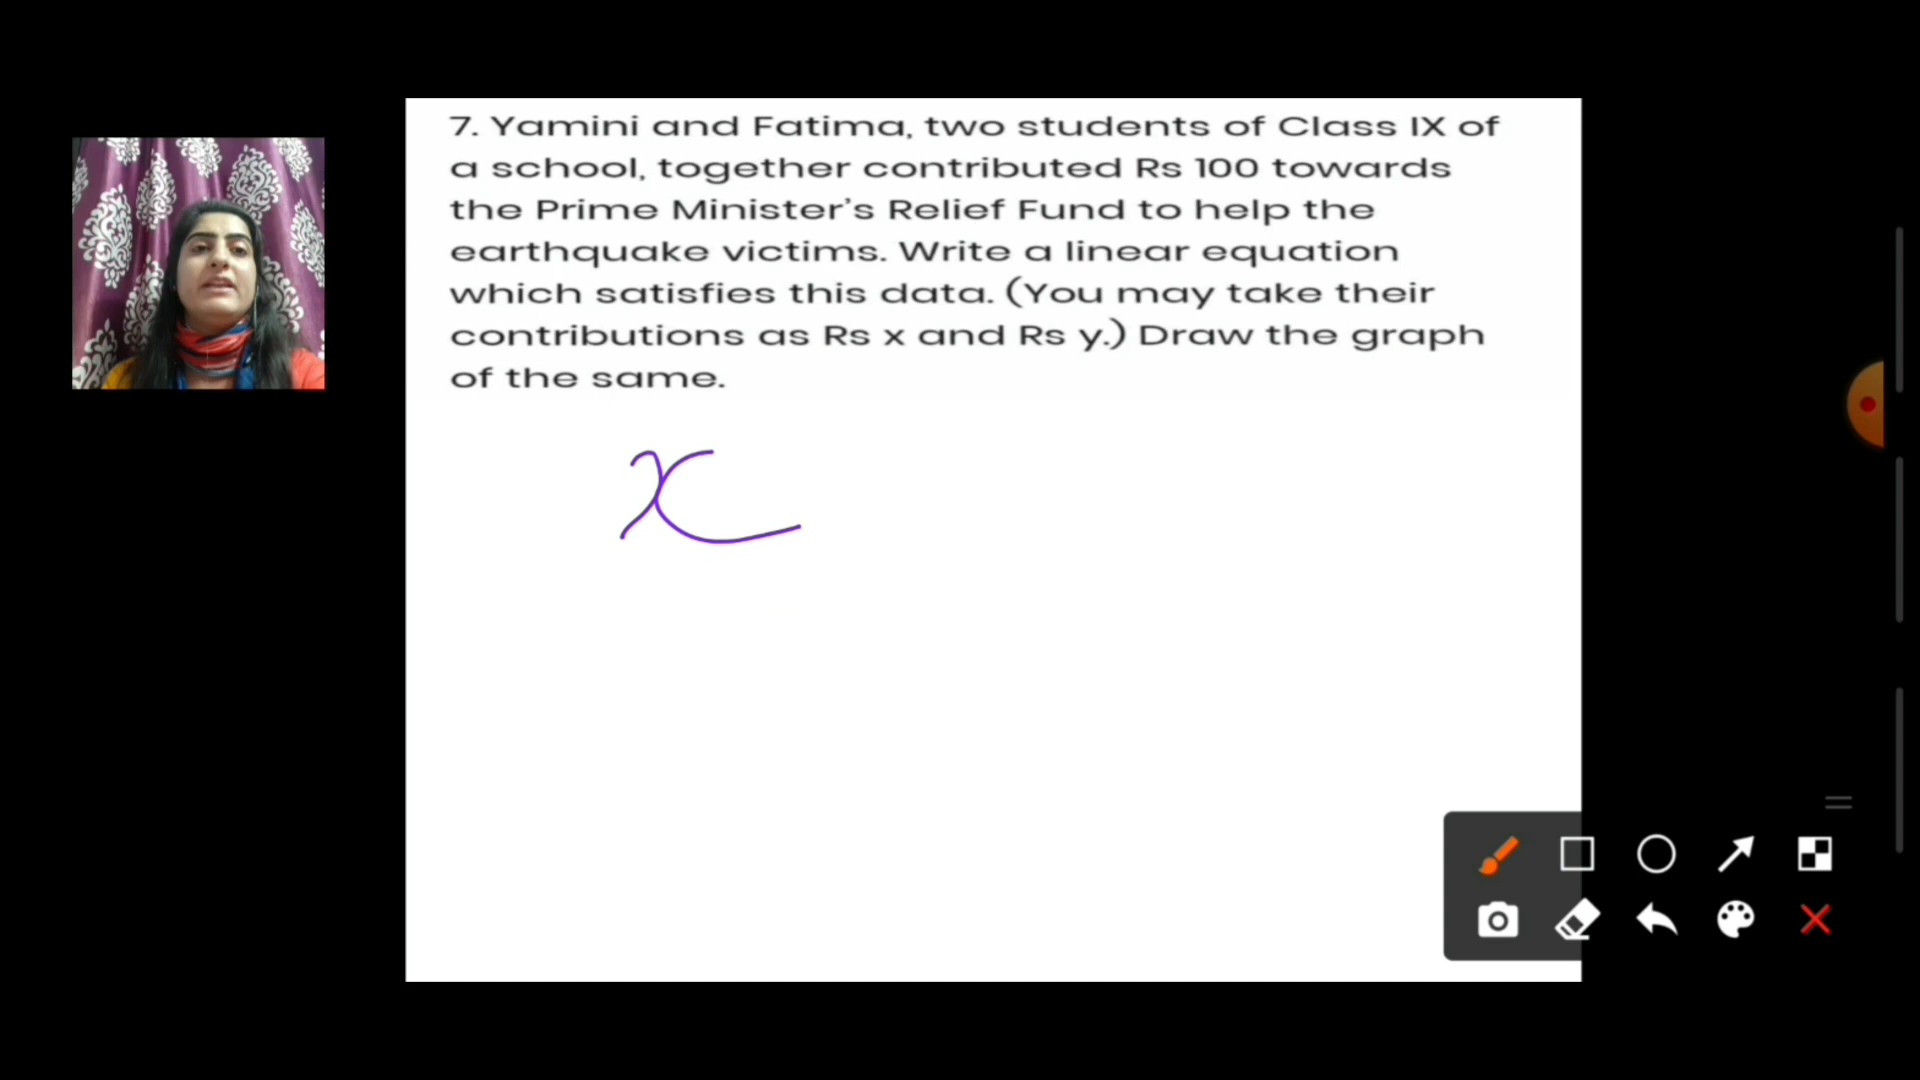 7. Yamini and Fatima, two students of Class IX of
a school, together contributed Rs 100 towards
the Prime Minister's Relief Fund to help the
earthquake victims. Write a linear equation
which satisfies this data. (You may take their
contributions as Rs x and Rs y.) Draw the graph
of the same.
x